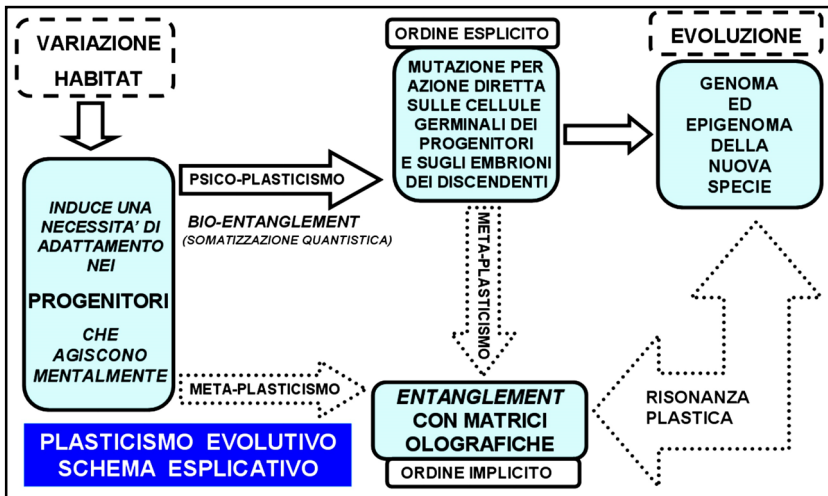 VARIAZIONE
HABITAT
INDUCE UNA
NECESSITA’ DI
ADATTAMENTO
NEI
PROGENITORI
CHE
AGISCONO
MENTALMENTE
PSICO-PLASTICISMO
BIO-ENTANGLEMENT
(SOMATIZZAZIONE QUANTISTICA)
META-PLASTICISMO
ORDINE ESPLICITO
MUTAZIONE PER
AZIONE DIRETTA
SULLE CELLULE
GERMINALI DEI
PROGENITORI
E SUGLI EMBRIONI
DEI DISCENDENTI
META-PLASTICISMO
ENTANGLEMENT
CON MATRICI
OLOGRAFICHE
ORDINE IMPLICITO
EVOLUZIONE
GENOMA
ED
EPIGENOMA
DELLA
NUOVA
SPECIE
RISONANZA
PLASTICA
PLASTICISMO EVOLUTIVO
SCHEMA ESPLICATIVO